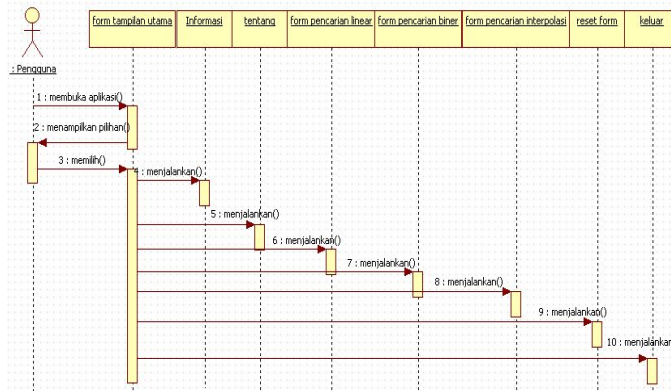 form tampilan utama
Informasi
tentang
form pencarian linear
form pencarian biner
form pencarian interpolasi
reset form
keluar
: Pengguna
1 : membuka aplikasi()
2 : menampilkan pilihan()
3 : memilih()
4 : menjalankan()
5 : menjalankan()
6 : menjalankan()
7 : menjalankan()
8 : menjalankan()
9 : menjalankan()
10 : menjalankan